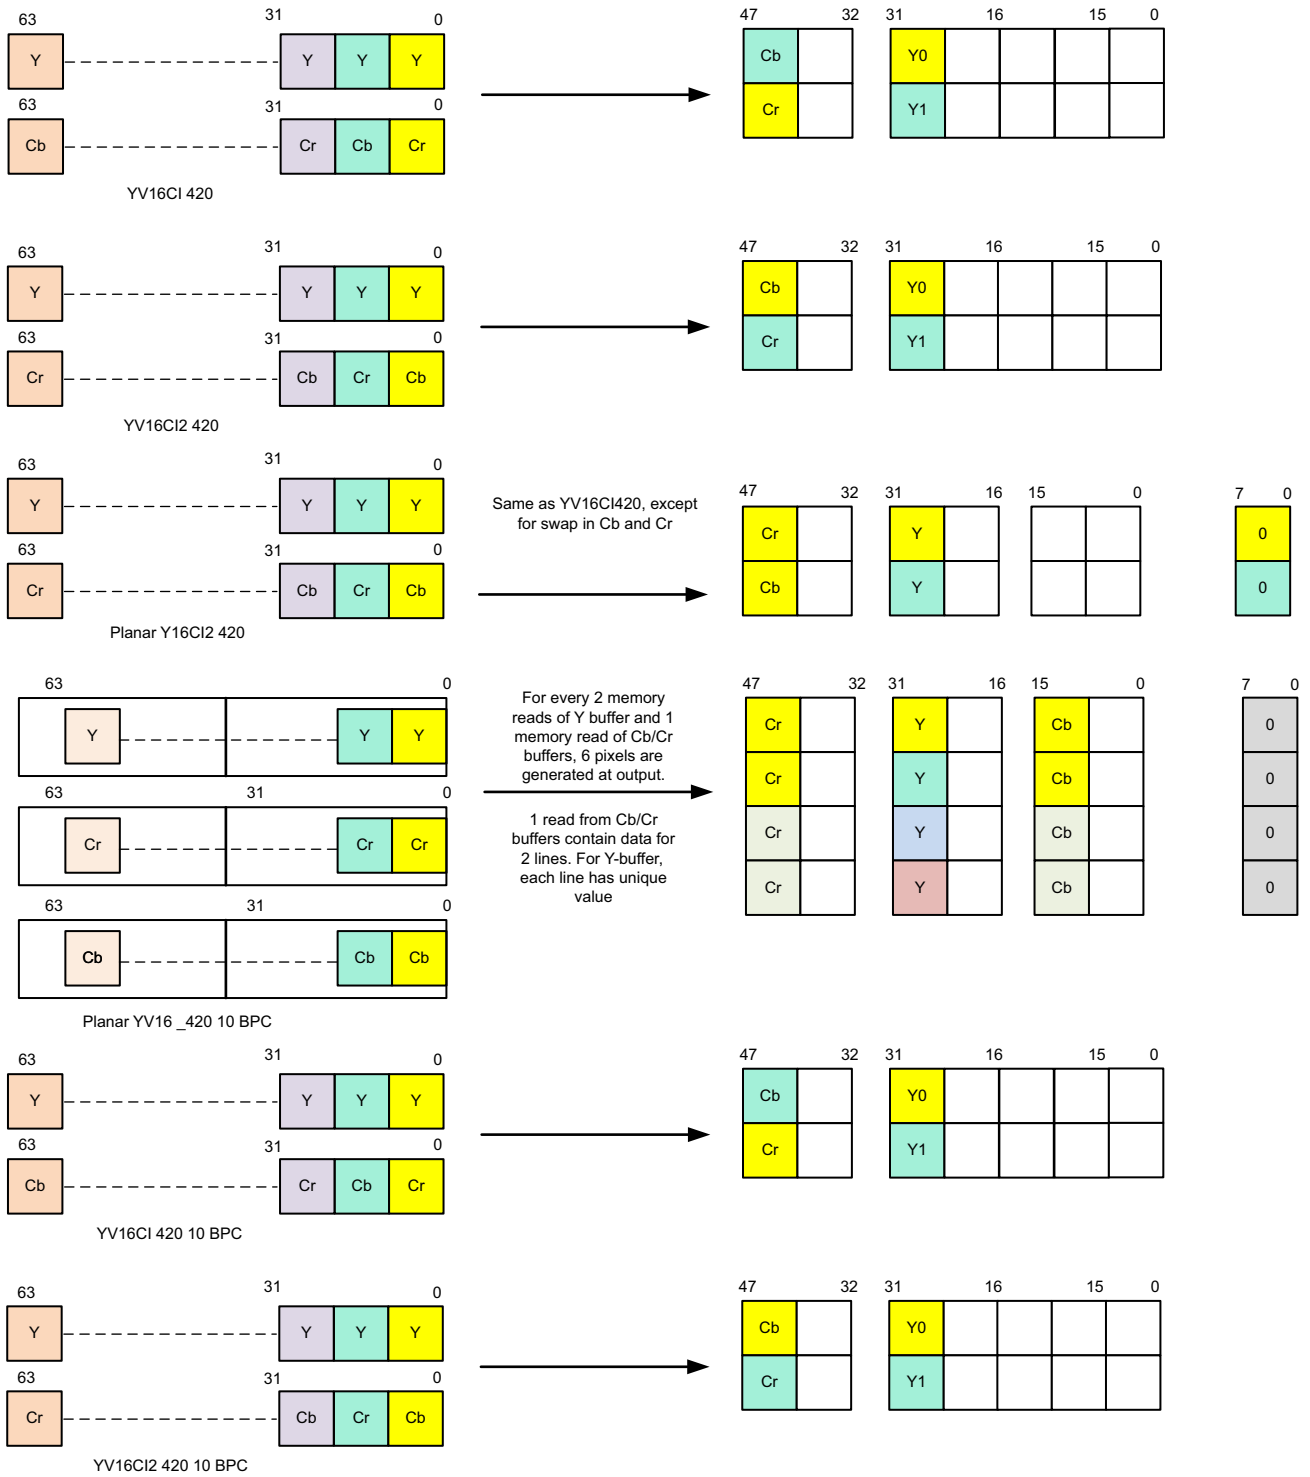 63 31 0 47 32 31 16 15 0
Y Y Y Y Cb Y0
63 31 0
Cb Cr Cb Cr Cr Y1
YV16CI 420
63 31 0 47 32 31 16 15 0
Y Y Y Y Cb Y0
63 31 0
Cr Cb Cr Cb Cr Y1
YV16CI2 420
63 31 0 47 32 31 16 15 0 7 0
Y Y Y Y
Same as YV16CI420, except
for swap in Cb and Cr
Cr Y 0
63 31 0
Cr Cb Cr Cb Cb Y 0
Planar Y16CI2 420
63 0 47 32 31 16 15 0 7 0
Y Y Y
For every 2 memory
reads of Y buffer and 1
memory read of Cb/Cr
buffers, 6 pixels are
generated at output.
Cr Y Cb 0
Cr Y Cb 0
63 31 0
Cr Cr Cr
1 read from Cb/Cr
buffers contain data for
2 lines. For Y-buffer,
each line has unique
value
Cr Y Cb 0
Cr Y Cb 0
63 31 0
Cb Cb Cb
Planar YV16 _420 10 BPC
63 31 0 47 32 31 16 15 0
Y Y Y Y Cb Y0
63 31 0
Cb Cr Cb Cr Cr Y1
YV16CI 420 10 BPC
63 31 0 47 32 31 16 15 0
Y Y Y Y Cb Y0
63 31 0
Cr Cb Cr Cb Cr Y1
YV16CI2 420 10 BPC